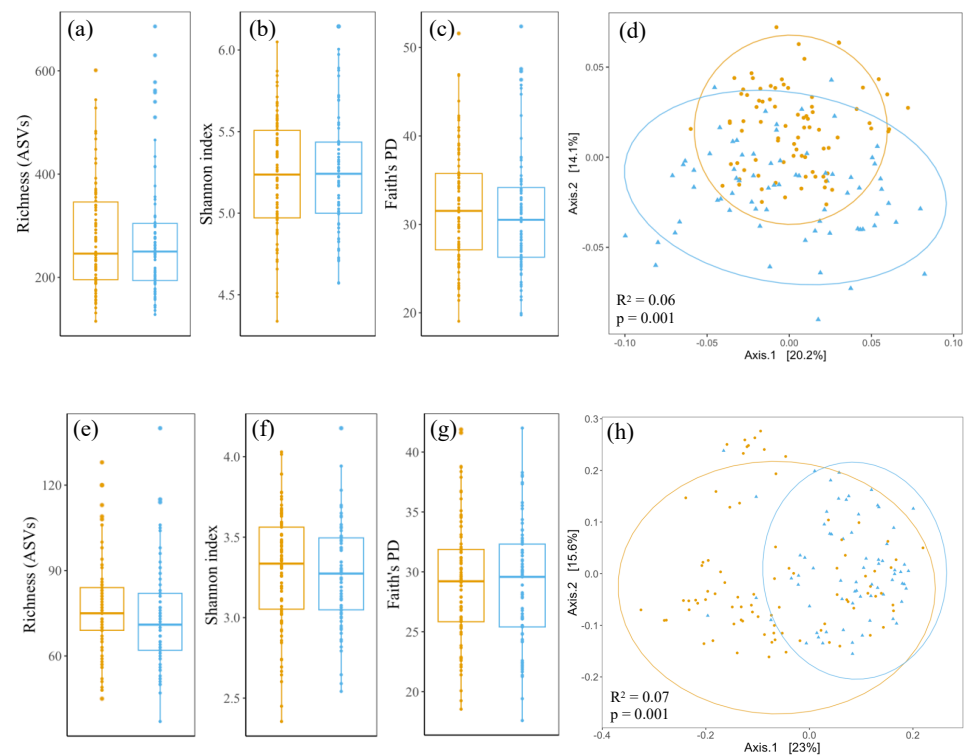 (a)
Richness (ASVs)
600
400
200
(b)
Shannon index
6.0
5.5
5.0
4.5
(c)
Faith's PD
50
40
30
20
(d)
Axis.2 [14.1%]
0.05
0.00
-0.05
R² = 0.06
p = 0.001
-0.10 -0.05 0.00 0.05 0.10
Axis.1 [20.2%]
(e)
Richness (ASVs)
120
90
60
(f)
Shannon index
4.0
3.5
3.0
2.5
(g)
Faith's PD
40
35
30
25
20
(h)
Axis.2 [15.6%]
0.3
0.2
0.1
0.0
-0.1
-0.2
R² = 0.07
p = 0.001
-0.4 -0.2 0.0 0.2
Axis.1 [23%]